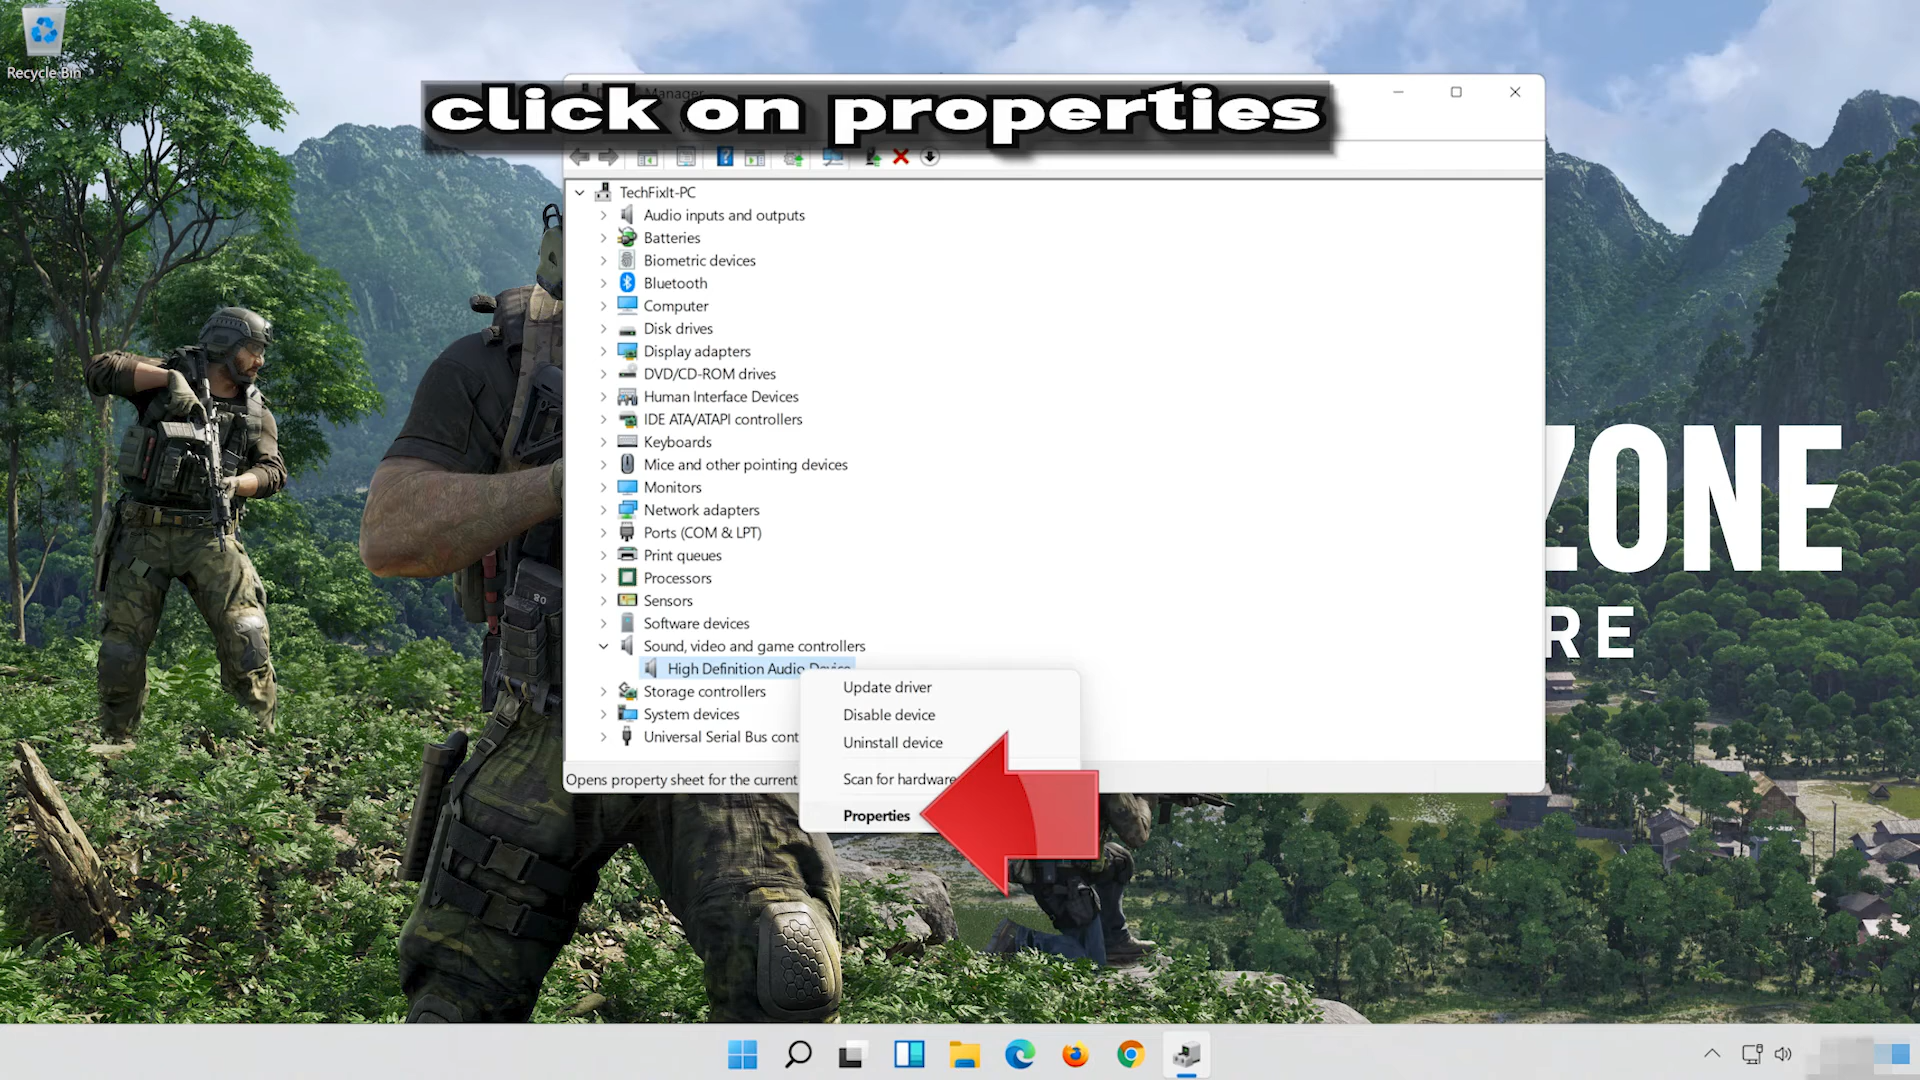 Recycle Bin
Manager
click on properties
TechFixIt-PC
Audio inputs and outputs
Batteries
Biometric devices
Bluetooth
Computer
Disk drives
Display adapters
DVD/CD-ROM drives
Human Interface Devices
IDE ATA/ATAPI controllers
Keyboards
Mice and other pointing devices
Monitors
Network adapters
Ports (COM & LPT)
Print queues
Processors
Sensors
Software devices
Sound, video and game controllers
High Definition Audio Device
Storage controllers
System devices
Universal Serial Bus cont
Update driver
Disable device
Uninstall device
Scan for hardware
Properties
Opens property sheet for the current
ZONE
RE
20